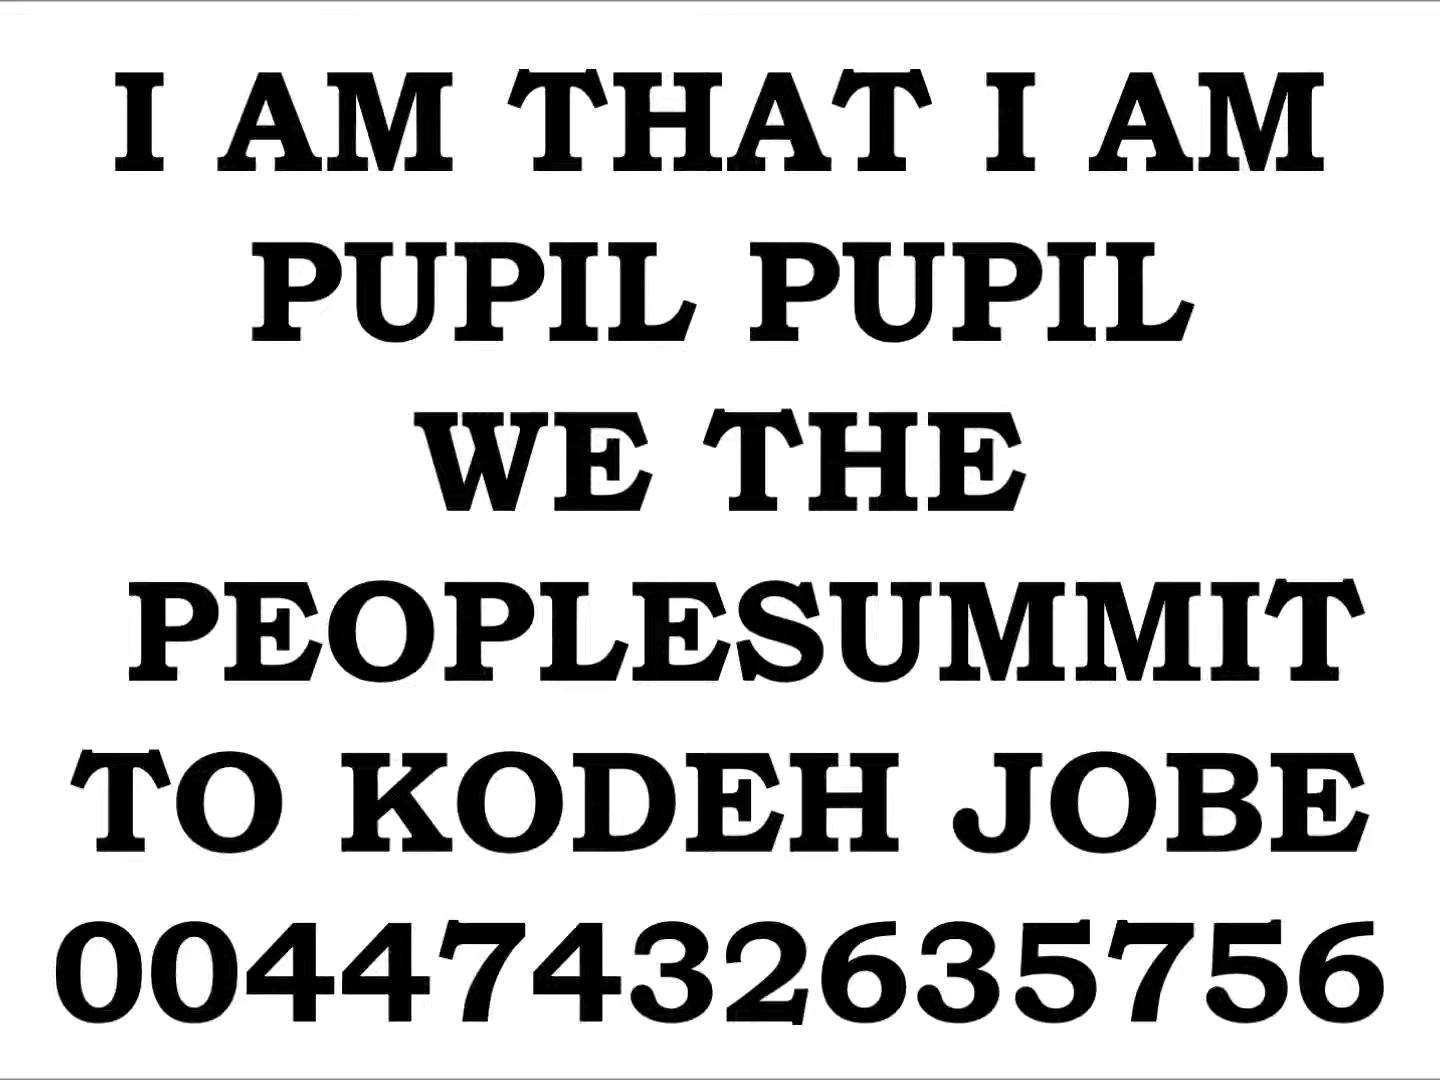 I AM THAT I AM
PUPIL PUPIL
WE THE
PEOPLESUMMIT
TO KODEH JOBE
00447432635756